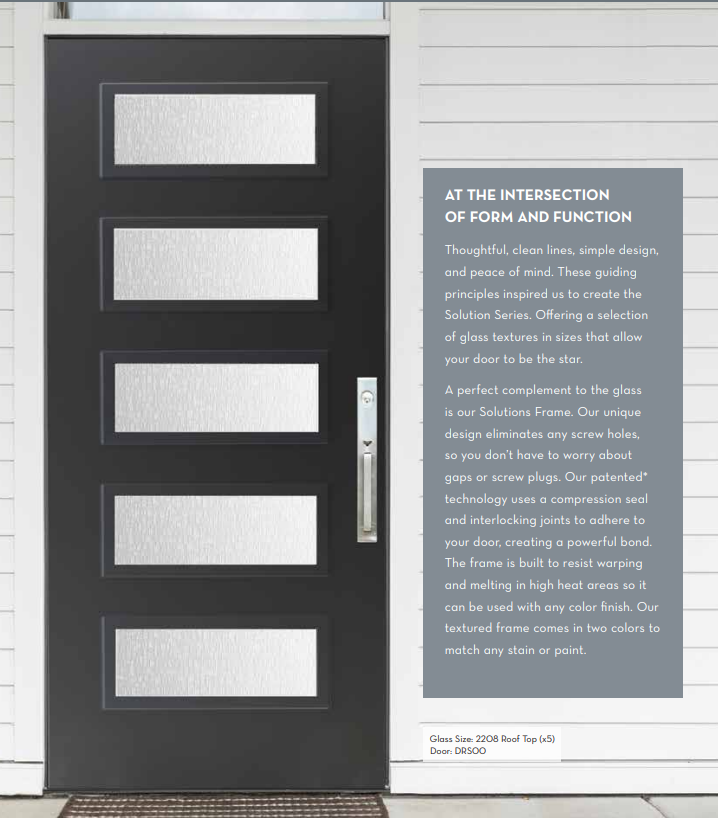 AT THE INTERSECTION
OF FORM AND FUNCTION
Thoughtful, clean lines, simple design,
and peace of mind. These guiding
principles inspired us to create the
Solution Series. Offering a selection
of glass textures in sizes that allow
your door to be the star.
A perfect complement to the glass
is our Solutions Frame. Our unique
design eliminates any screw holes,
so you don't have to worry about
gaps or screw plugs. Our patented*
technology uses a compression seal
and interlocking joints to adhere to
your door, creating a powerful bond.
The frame is built to resist warping
and melting in high heat areas so it
can be used with any color finish. Our
textured frame comes in two colors to
match any stain or paint.
Glass Size: 2208 Roof Top (x5)
Door: DRS00